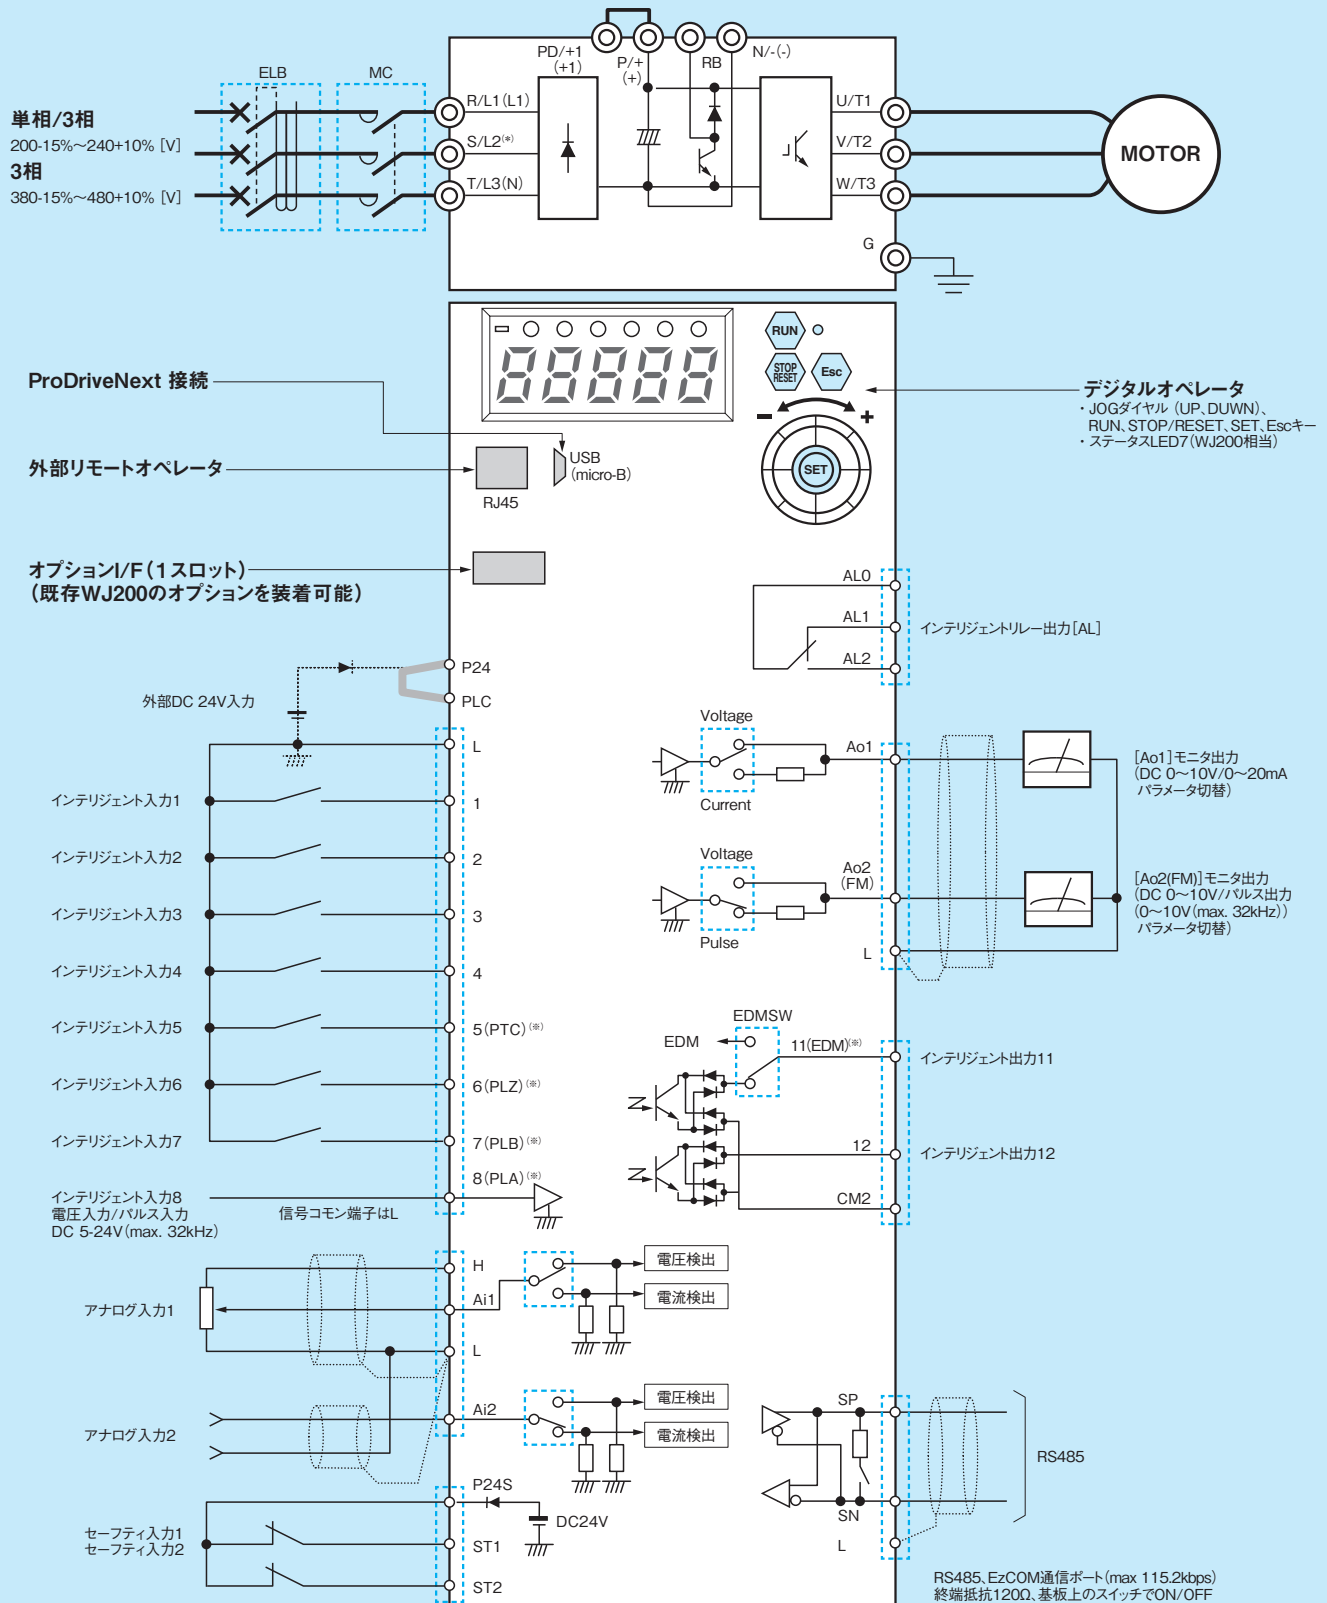 PD/+1
(+1)
P/+
(+)
RB
N/-(-)
ELB
MC
単相/3相
200-15%～240+10% [V]
3相
380-15%～480+10% [V]
R/L1(L1)
S/L2(*)
T/L3(N)
U/T1
V/T2
W/T3
MOTOR
G
RUN
STOP
RESET
Esc
SET
ProDriveNext 接続
デジタルオペレータ
・JOGダイヤル（UP、DUWN）、
RUN、STOP/RESET、SET、Escキー
・ステータスLED7（WJ200相当）
USB
(micro-B)
外部リモートオペレータ
RJ45
オプションI/F（1スロット）
（既存WJ200のオプションを装着可能）
AL0
AL1
インテリジェントリレー出力[AL]
AL2
P24
外部DC 24V入力
PLC
L
インテリジェント入力1
1
インテリジェント入力2
2
インテリジェント入力3
3
インテリジェント入力4
4
インテリジェント入力5
5(PTC)(※)
インテリジェント入力6
6(PLZ)(※)
インテリジェント入力7
7(PLB)(※)
8(PLA)(※)
インテリジェント入力8
電圧入力/パルス入力
DC 5-24V(max. 32kHz)
信号コモン端子はL
Voltage
Ao1
Current
[Ao1]モニタ出力
(DC 0～10V/0～20mA
パラメータ切替)
Voltage
Ao2
(FM)
Pulse
[Ao2(FM)]モニタ出力
(DC 0～10V/パルス出力
(0～10V(max. 32kHz))
パラメータ切替)
L
EDMSW
EDM
11(EDM)(※)
インテリジェント出力11
12
インテリジェント出力12
CM2
H
電圧検出
アナログ入力1
Ai1
電流検出
L
Ai2
電圧検出
アナログ入力2
電流検出
SP
RS485
SN
L
P24S
DC24V
セーフティ入力1
セーフティ入力2
ST1
ST2
RS485、EzCOM通信ポート(max 115.2kbps)
終端抵抗120Ω、基板上のスイッチでON/OFF